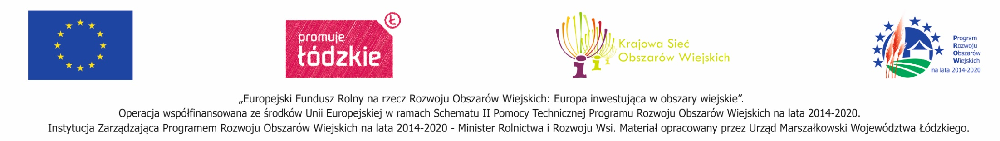 promuje
łódzkie
Ł
Krajowa Sieć
Obszarów Wiejskich
Program
Rozwoju
Obszarów
Wiejskich
na lata 2014-2020
„Europejski Fundusz Rolny na rzecz Rozwoju Obszarów Wiejskich: Europa inwestująca w obszary wiejskie”.
Operacja współfinansowana ze środków Unii Europejskiej w ramach Schematu II Pomocy Technicznej Programu Rozwoju Obszarów Wiejskich na lata 2014-2020.
Instytucja Zarządzająca Programem Rozwoju Obszarów Wiejskich na lata 2014-2020 - Minister Rolnictwa i Rozwoju Wsi. Materiał opracowany przez Urząd Marszałkowski Województwa Łódzkiego.